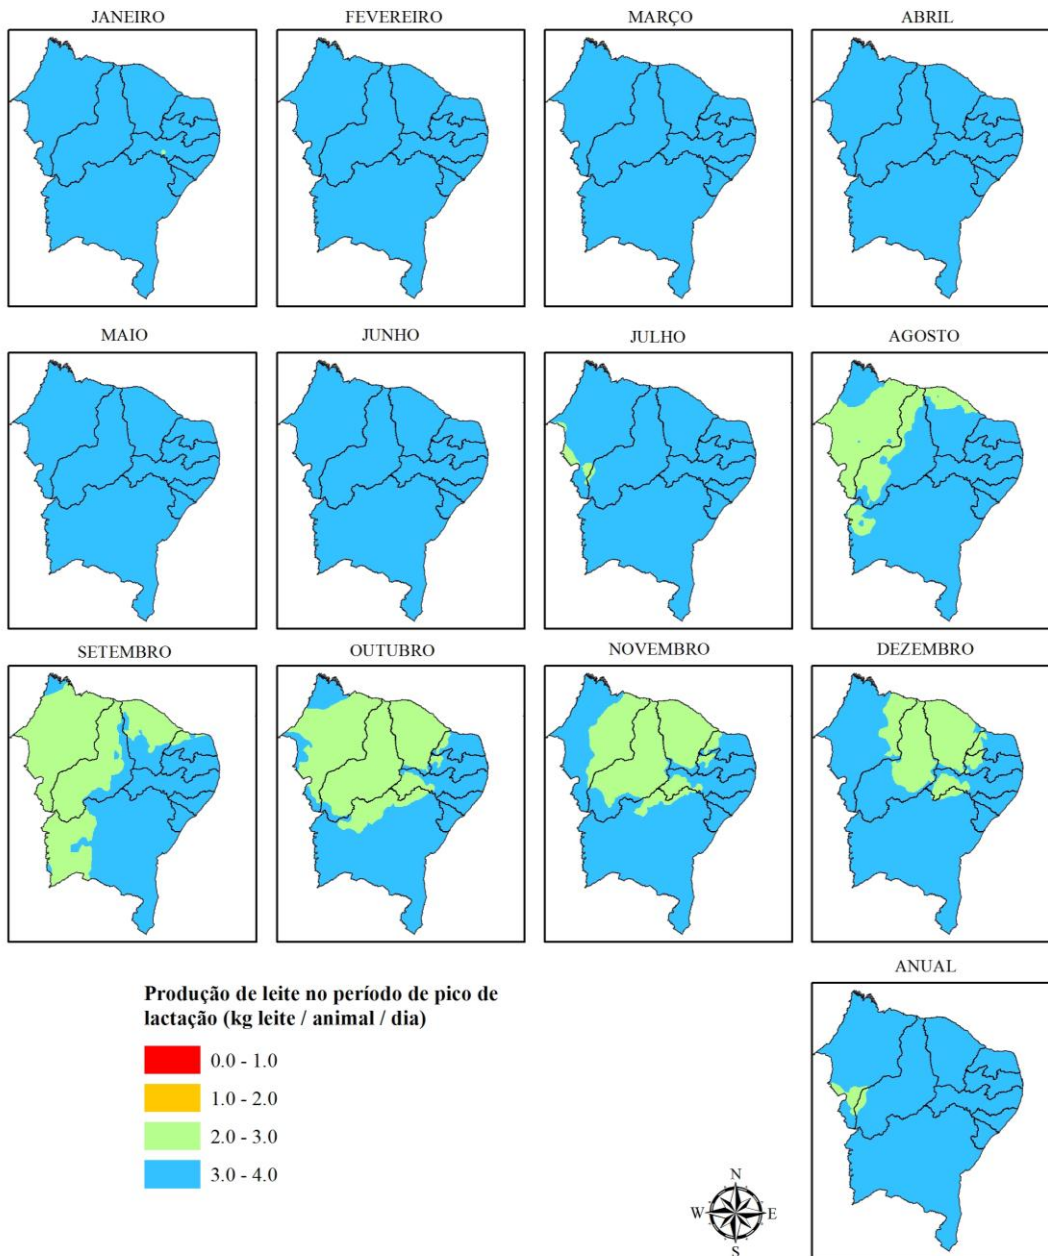 JANEIRO
FEVEREIRO
MARÇO
ABRIL
MAIO
JUNHO
JULHO
AGOSTO
SETEMBRO
OUTUBRO
NOVEMBRO
DEZEMBRO
ANUAL
Produção de leite no período de pico de
lactação (kg leite / animal / dia)
0.0 - 1.0
1.0 - 2.0
2.0 - 3.0
3.0 - 4.0
N
W
E
S